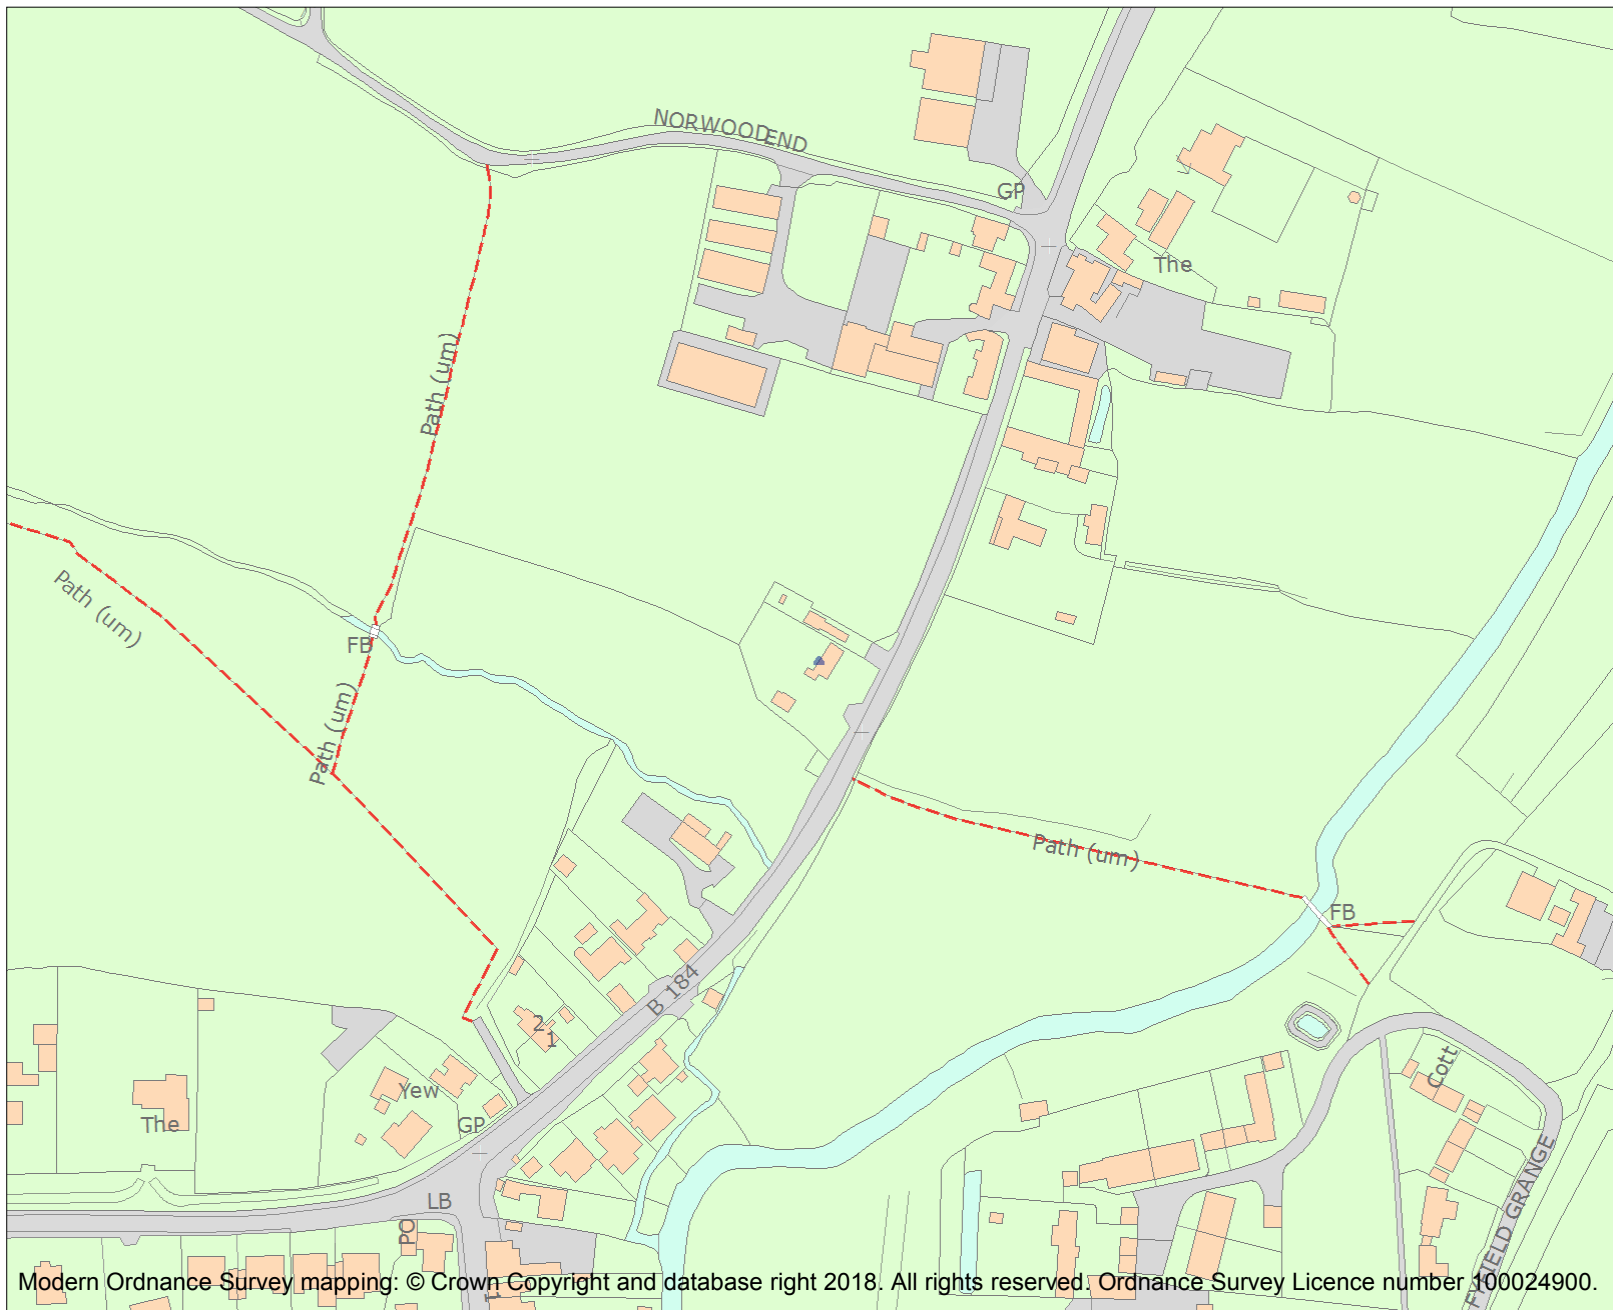 NORWOOD END
GP
The
Path (um)
Path (um)
FB
Path (um)
Path (um)
FB
B 184
2
1
Yew
Cott
The
GP
LB
PO
FYFIELD GRANGE
Modern Ordnance Survey mapping: © Crown Copyright and database right 2018. All rights reserved. Ordnance Survey Licence number 100024900.